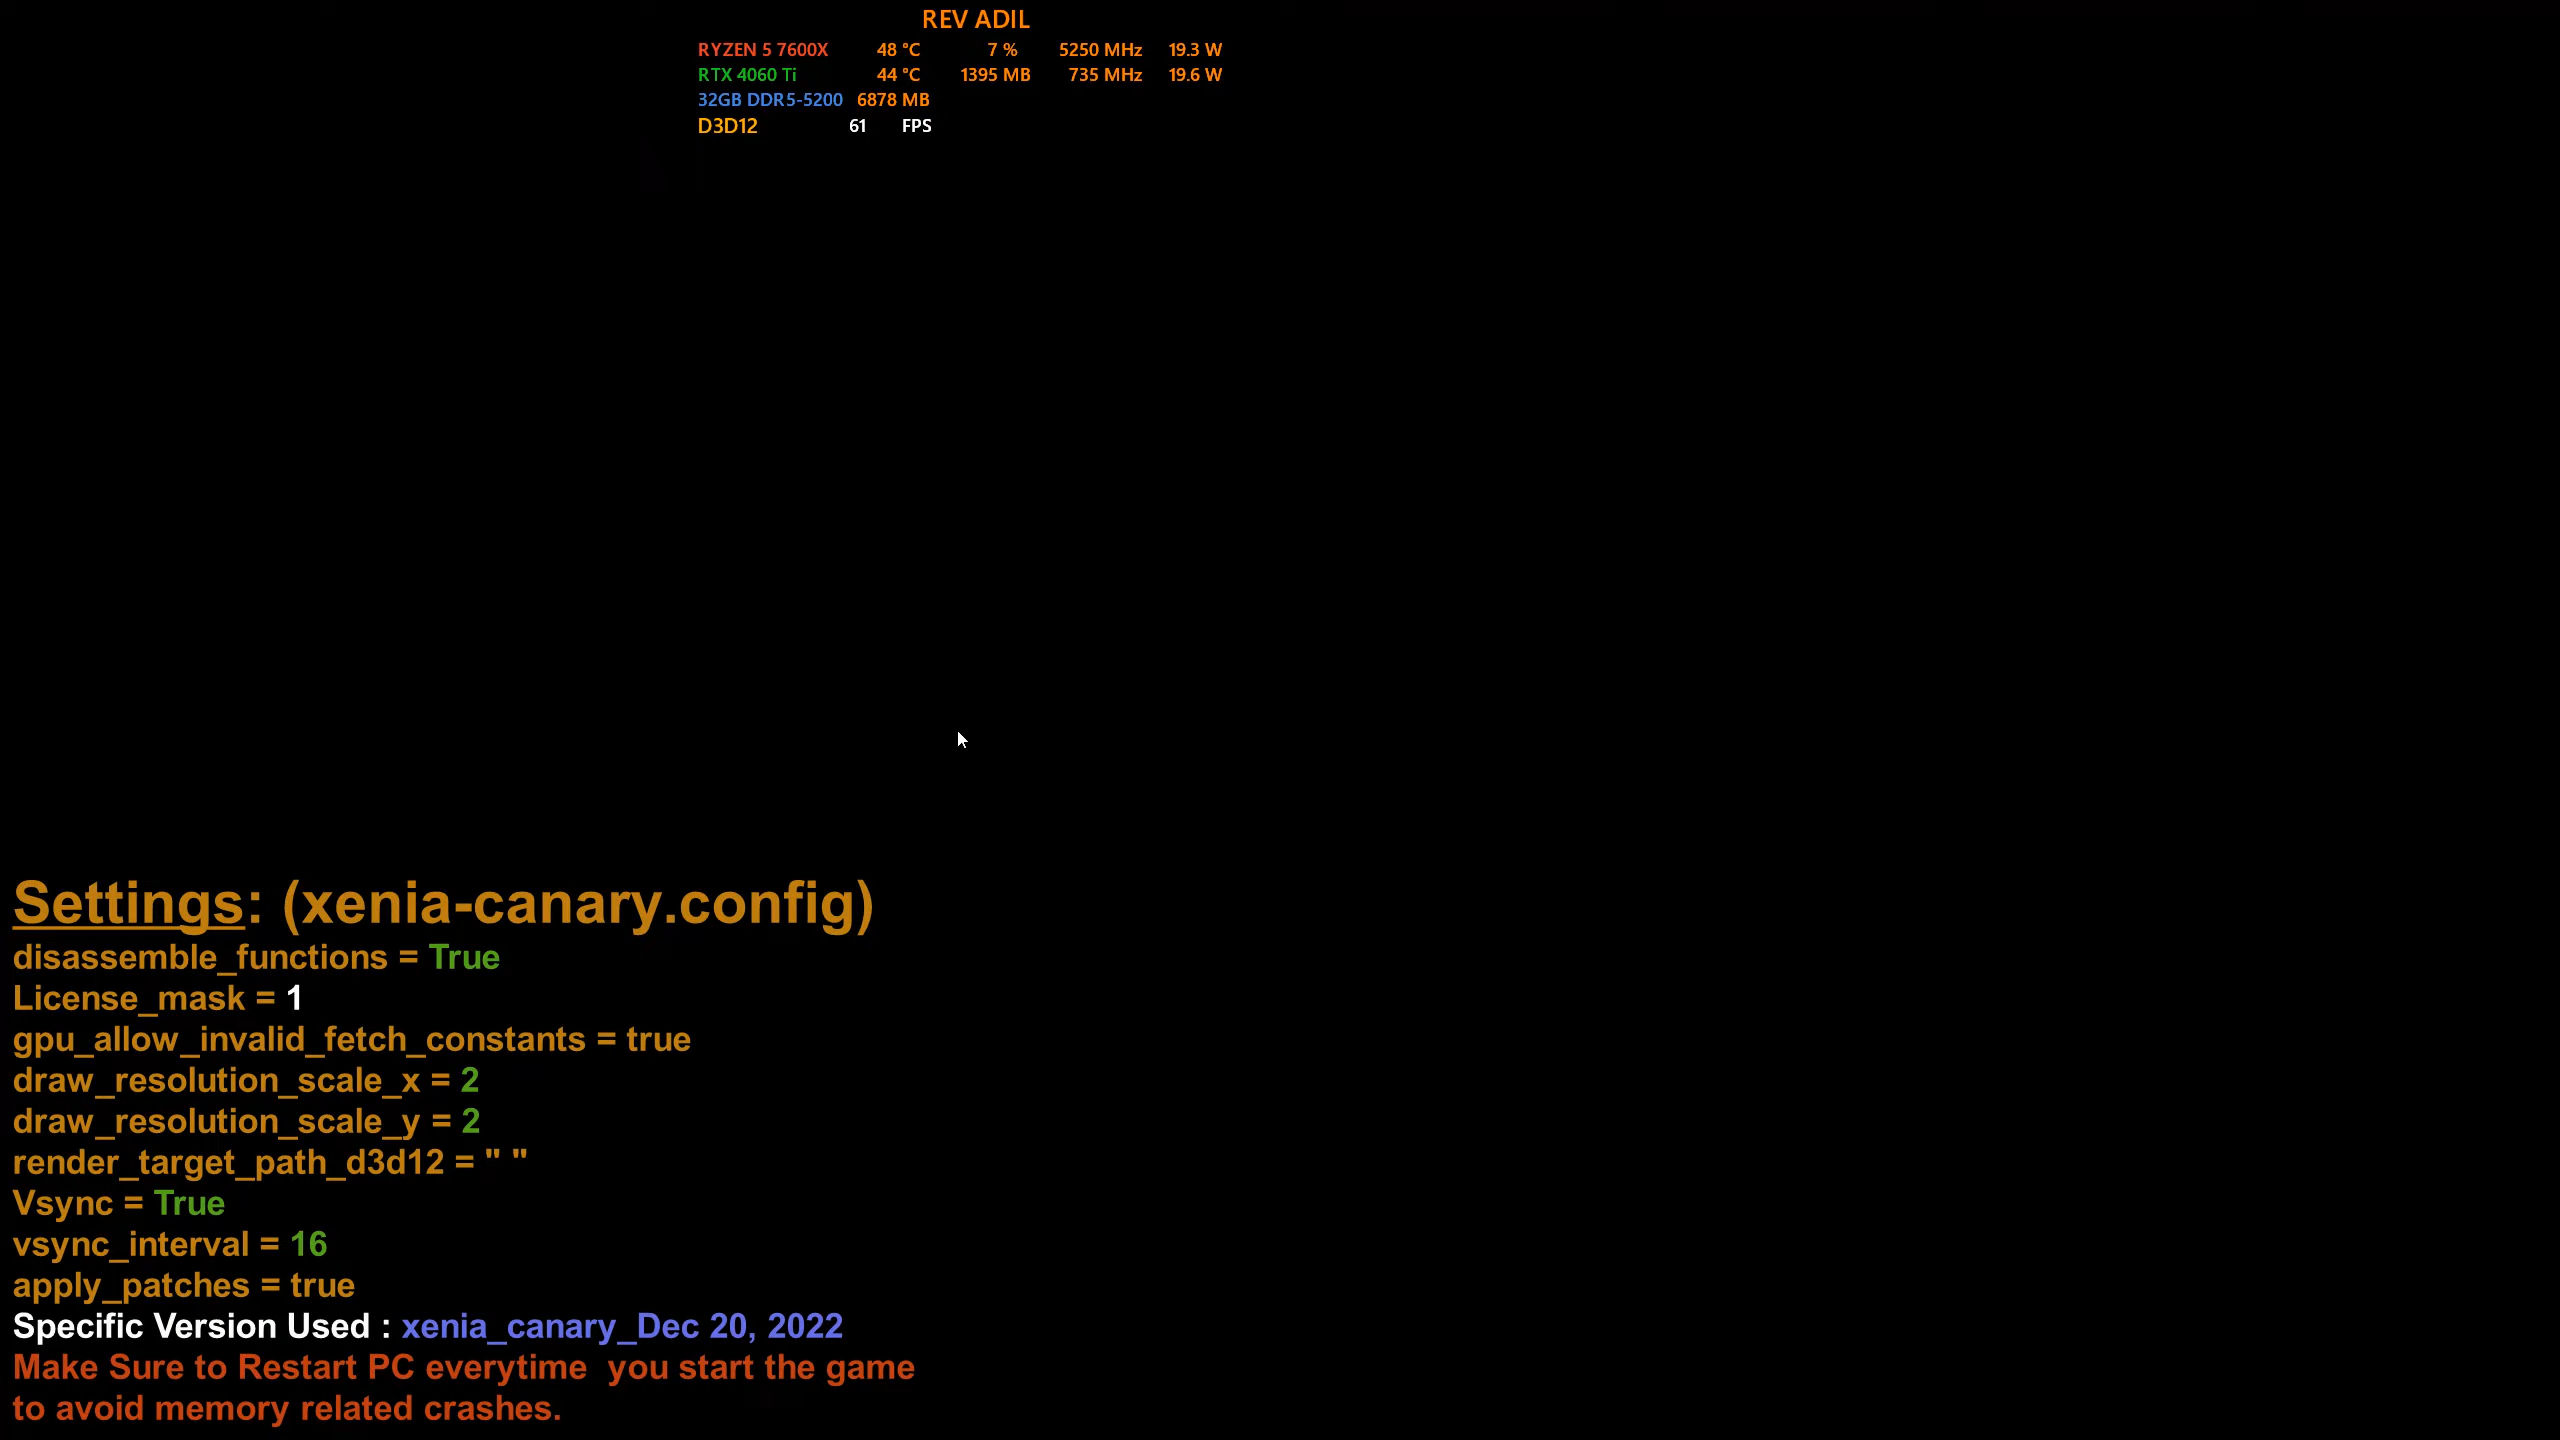 REV ADIL
RYZEN 5 7600X 48 °C 7 % 5250 MHz 19.3 W
RTX 4060 Ti 44 °C 1395 MB 735 MHz 19.6 W
32GB DDR5-5200 6878 MB
D3D12 61 FPS
Settings: (xenia-canary.config)
disassemble_functions = True
License_mask = 1
gpu_allow_invalid_fetch_constants = true
draw_resolution_scale_x = 2
draw_resolution_scale_y = 2
render_target_path_d3d12 = " "
Vsync = True
vsync_interval = 16
apply_patches = true
Specific Version Used : xenia_canary_Dec 20, 2022
Make Sure to Restart PC everytime  you start the game
to avoid memory related crashes.